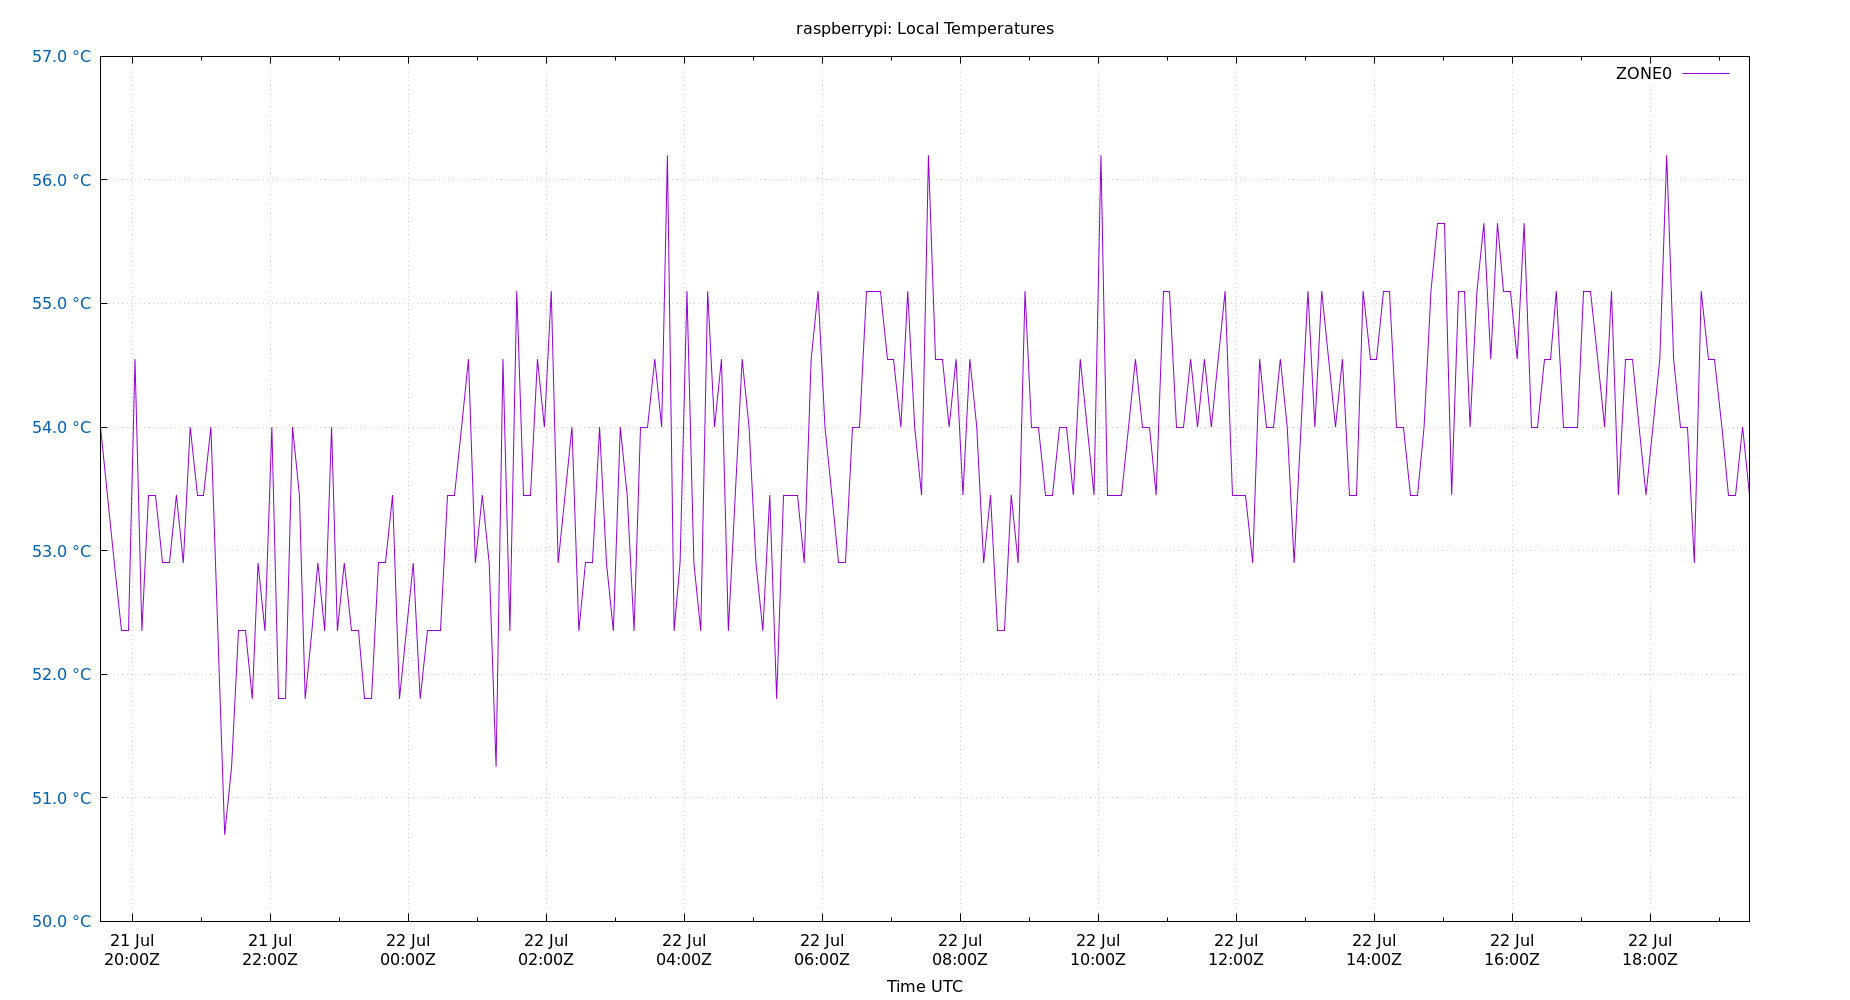 raspberrypi: Local Temperatures
57.0 °C
ZONE0
56.0 °C
55.0 °C
54.0 °C
53.0 °C
52.0 °C
51.0 °C
50.0 °C
21 Jul 21 Jul 22 Jul 22 Jul 22 Jul 22 Jul 22 Jul 22 Jul 22 Jul 22 Jul 22 Jul 22 Jul
20:00Z 22:00Z 00:00Z 02:00Z 04:00Z 06:00Z 08:00Z 10:00Z 12:00Z 14:00Z 16:00Z 18:00Z
Time UTC